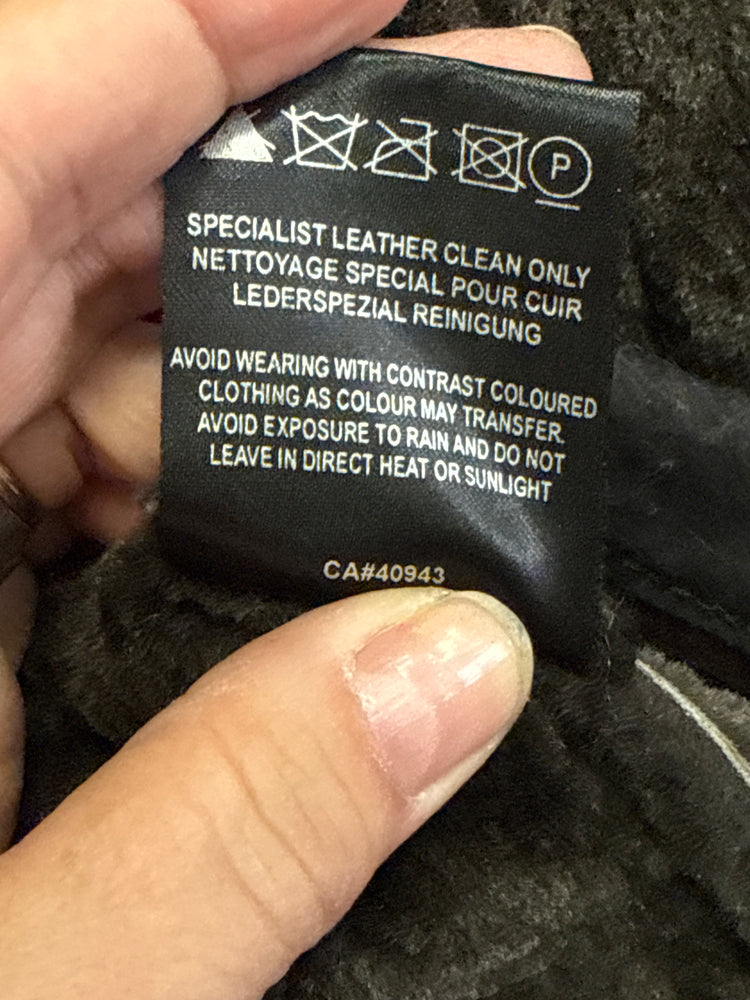 P
SPECIALIST LEATHER CLEAN ONLY
NETTOYAGE SPECIAL POUR CUIR
LEDERSPEZIAL REINIGUNG
AVOID WEARING WITH CONTRAST COLOURED
CLOTHING AS COLOUR MAY TRANSFER.
AVOID EXPOSURE TO RAIN AND DO NOT
LEAVE IN DIRECT HEAT OR SUNLIGHT
CA#40943